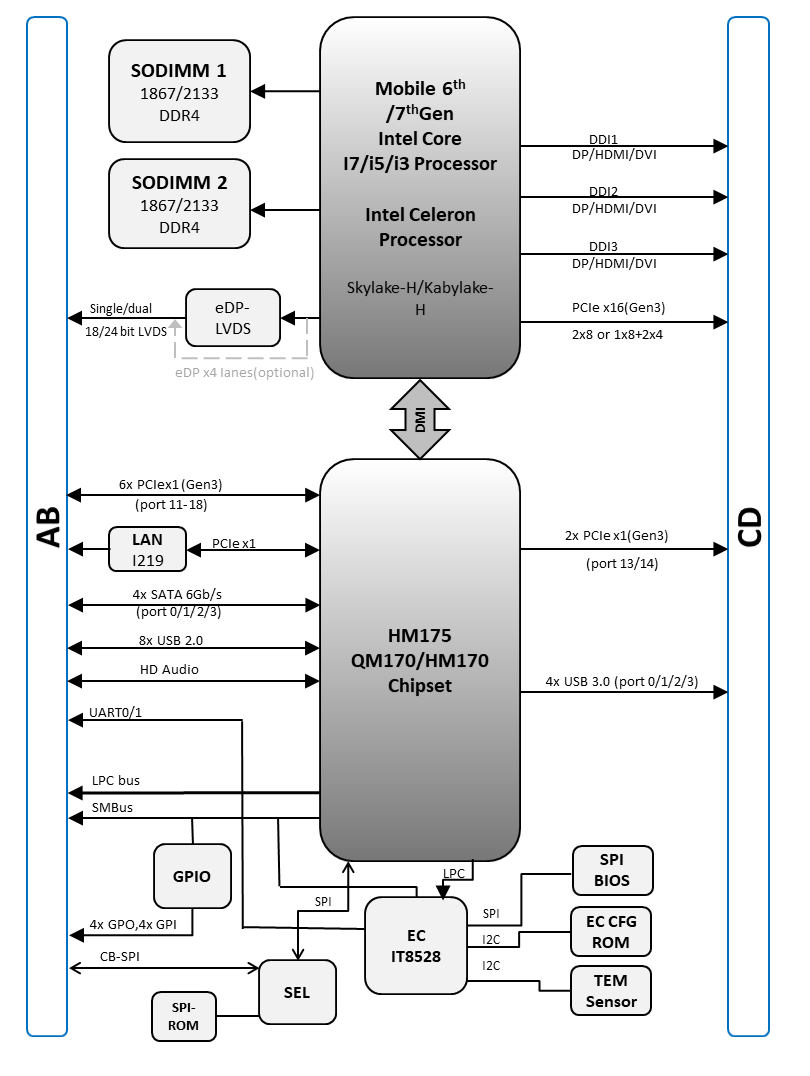 SODIMM 1
1867/2133
DDR4
SODIMM 2
1867/2133
DDR4
Mobile 6th
/7thGen
Intel Core
I7/i5/i3 Processor
Intel Celeron
Processor
Skylake-H/Kabylake-
H
DDI1
DP/HDMI/DVI
DDI2
DP/HDMI/DVI
DDI3
DP/HDMI/DVI
PCIe x16(Gen3)
2x8 or 1x8+2x4
Single/dual
18/24 bit LVDS
eDP-
LVDS
eDP x4 lanes(optional)
DMI
AB
CD
6x PCIex1(Gen3)
(port 11-18)
LAN
I219
PCIe x1
4x SATA 6Gb/s
(port 0/1/2/3)
8x USB 2.0
HD Audio
UART0/1
LPC bus
SMBus
HM175
QM170/HM170
Chipset
2x PCIe x1(Gen3)
(port 13/14)
4x USB 3.0 (port 0/1/2/3)
GPIO
4x GPO,4x GPI
CB-SPI
SPI
LPC
EC
IT8528
SPI
I2C
I2C
SPI
BIOS
EC CFG
ROM
TEM
Sensor
SEL
SPI-
ROM